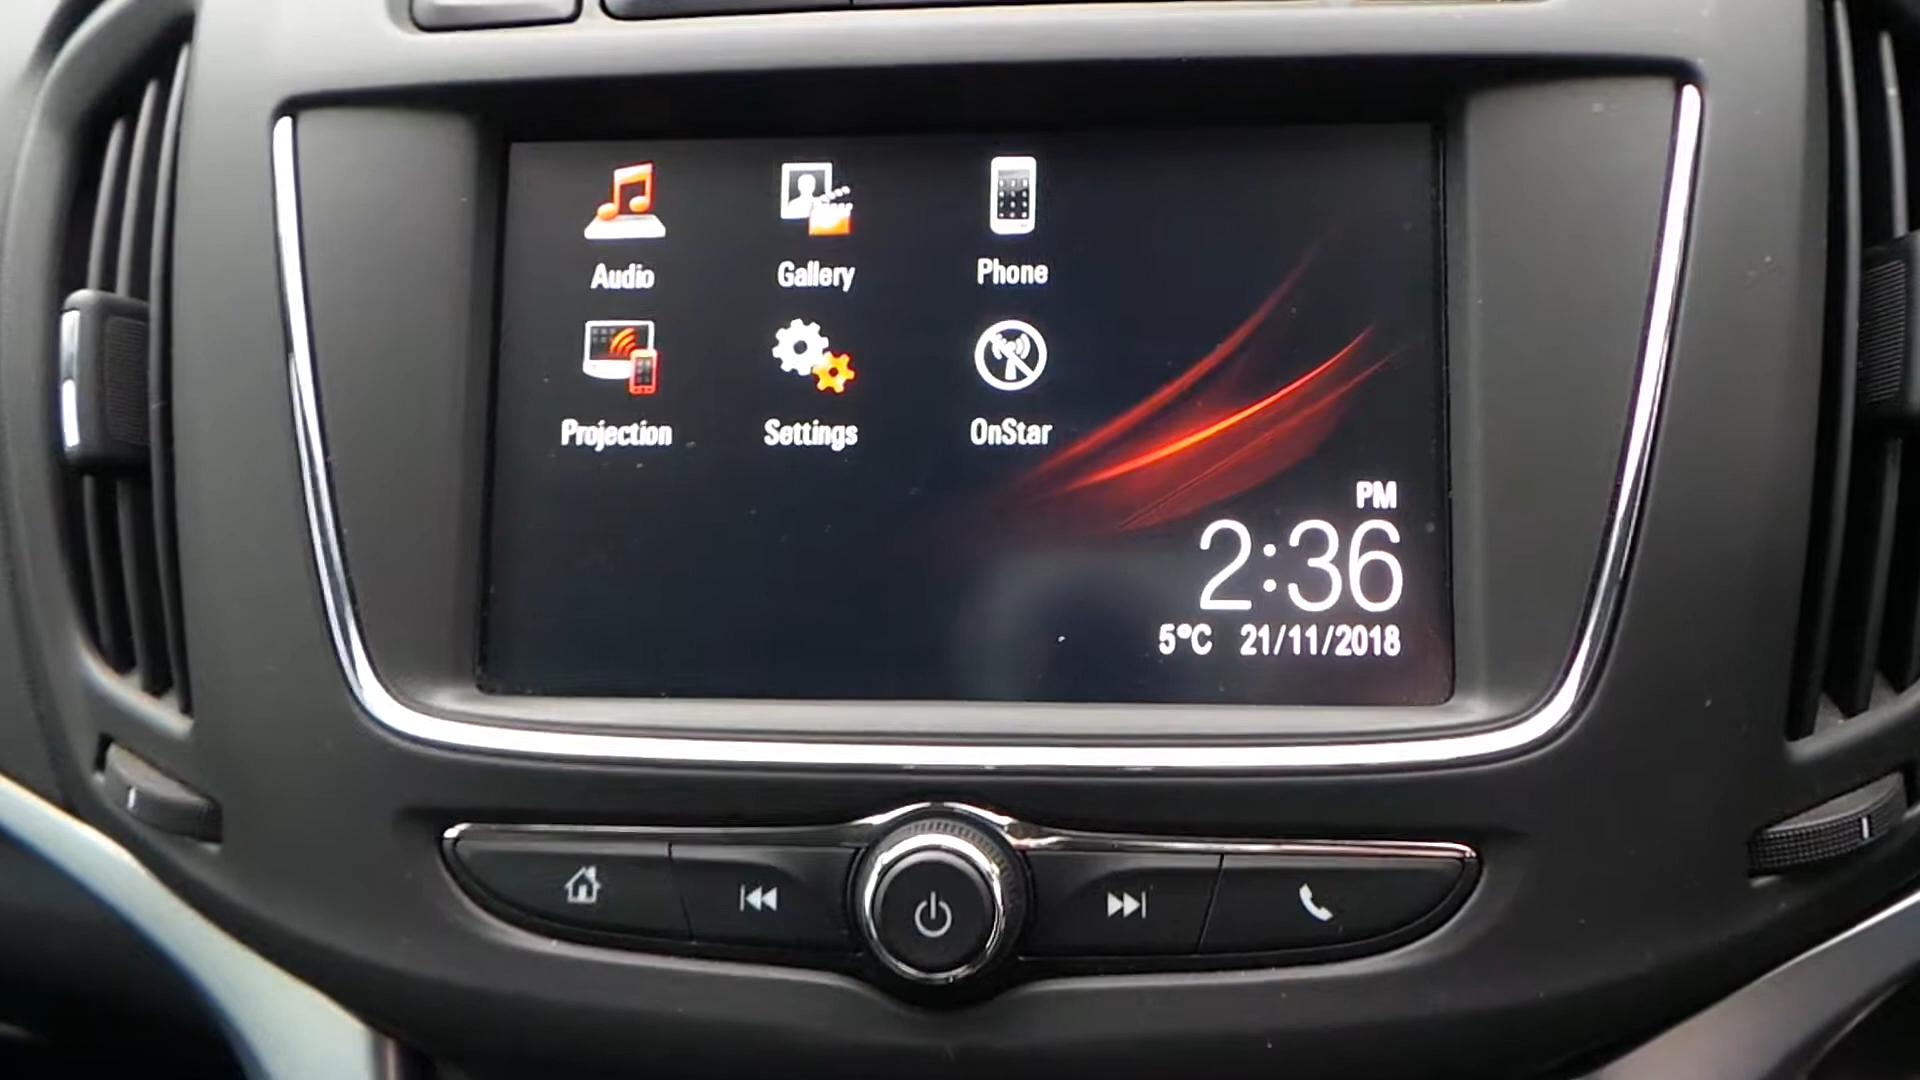 Audio
Gallery
Phone
Projection
Settings
OnStar
PM
2:36
5°C 21/11/2018